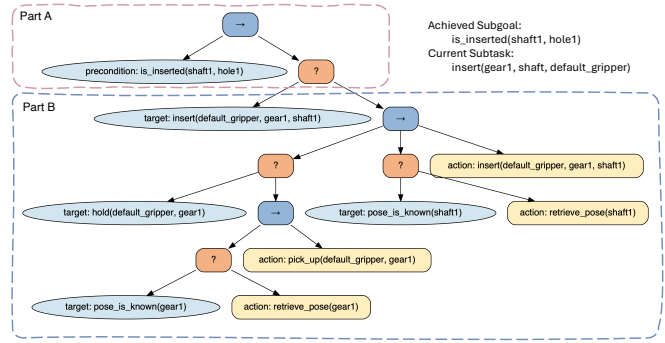 Part A
→
Achieved Subgoal:
is_inserted(shaft1, hole1)
Current Subtask:
insert(gear1, shaft, default_gripper)
precondition: is_inserted(shaft1, hole1)
?
Part B
target: insert(default_gripper, gear1, shaft1)
→
?
?
action: insert(default_gripper, gear1, shaft1)
target: hold(default_gripper, gear1)
→
target: pose_is_known(shaft1)
action: retrieve_pose(shaft1)
?
action: pick_up(default_gripper, gear1)
target: pose_is_known(gear1)
action: retrieve_pose(gear1)